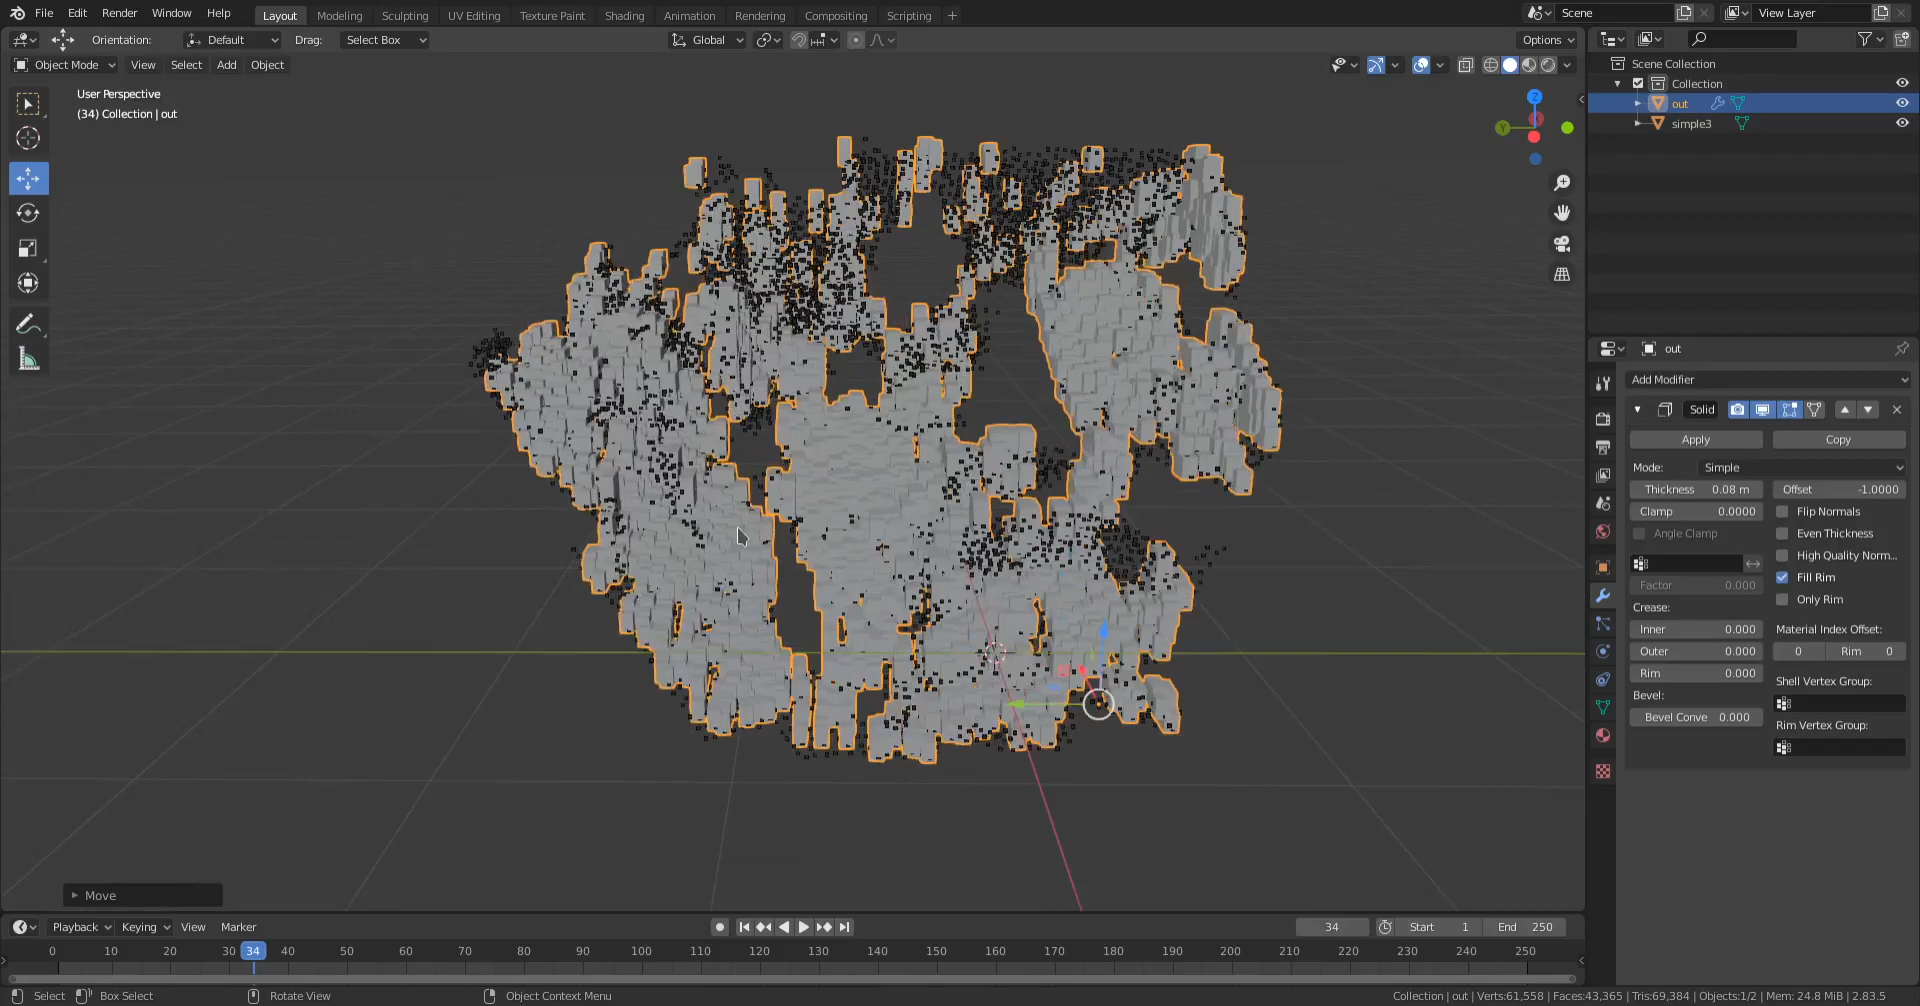 File Edit Render Window Help Layout Modeling Sculpting UV Editing Texture Paint Shading Animation Rendering Compositing Scripting + Scene View Layer
Orientation: Default Drag: Select Box Global Options
Object Mode View Select Add Object
User Perspective
(34) Collection | out
Z
Y
Scene Collection
Collection
out
simple3
out
Add Modifier
Solid
Apply Copy
Mode: Simple
Thickness 0.08 m Offset -1.0000
Clamp 0.0000 Flip Normals
Angle Clamp Even Thickness
High Quality Norm...
Factor 0.000 Fill Rim
Crease: Only Rim
Inner 0.000 Material Index Offset:
Outer 0.000 0 Rim 0
Rim 0.000 Shell Vertex Group:
Bevel:
Bevel Conve 0.000 Rim Vertex Group:
Move
Playback Keying View Marker 34 Start 1 End 250
0 10 20 30 34 40 50 60 70 80 90 100 110 120 130 140 150 160 170 180 190 200 210 220 230 240 250
Select Box Select Rotate View Object Context Menu Collection | out | Verts:61,558 | Faces:43,365 | Tris:69,384 | Objects:1/2 | Mem: 24.8 MiB | 2.83.5